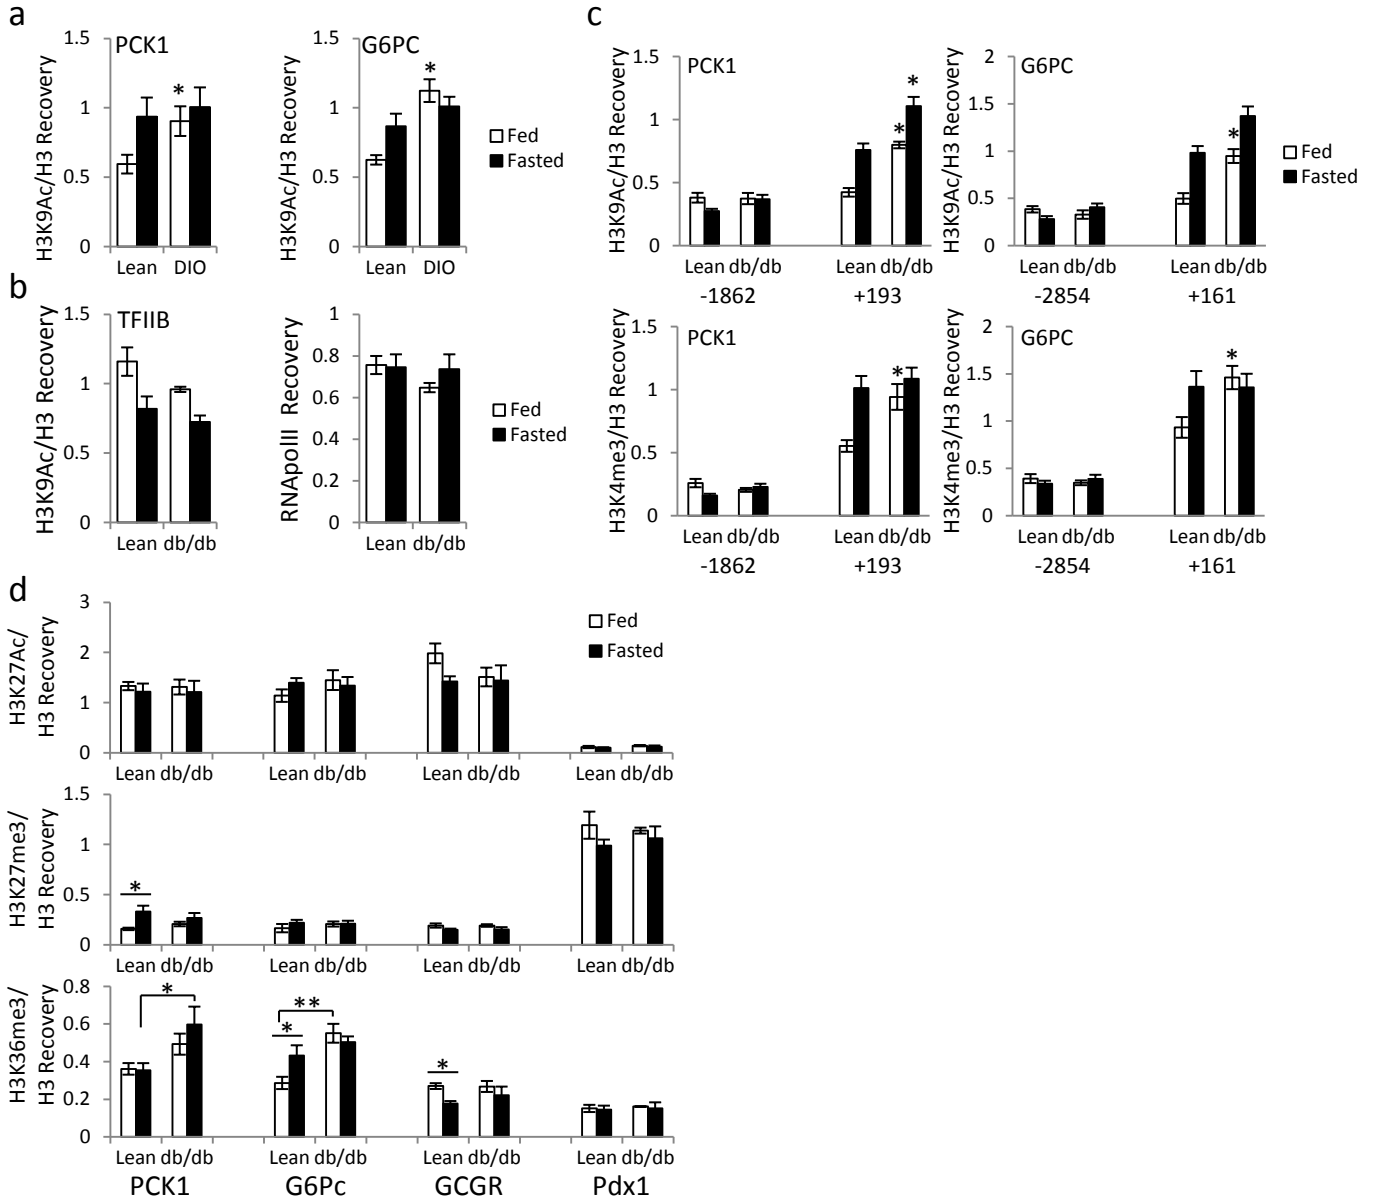 a
PCK1
H3K9Ac/H3 Recovery
1.5
1
0.5
0
*
Lean DIO
G6PC
H3K9Ac/H3 Recovery
1.5
1
0.5
0
*
Lean DIO
Fed
Fasted
b
TFIIB
H3K9Ac/H3 Recovery
1.5
1
0.5
0
Lean db/db
RNApolII Recovery
1
0.8
0.6
0.4
0.2
0
Lean db/db
Fed
Fasted
c
PCK1
H3K9Ac/H3 Recovery
1.5
1
0.5
0
* *
Lean db/db Lean db/db
-1862 +193
G6PC
H3K9Ac/H3 Recovery
2
1.5
1
0.5
0
*
Lean db/db Lean db/db
-2854 +161
Fed
Fasted
PCK1
H3K4me3/H3 Recovery
1.5
1
0.5
0
*
Lean db/db Lean db/db
-1862 +193
G6PC
H3K4me3/H3 Recovery
2
1.5
1
0.5
0
*
Lean db/db Lean db/db
-2854 +161
d
H3K27Ac/
H3 Recovery
3
2
1
0
Fed
Fasted
Lean db/db Lean db/db Lean db/db Lean db/db
H3K27me3/
H3 Recovery
1.5
1
0.5
0
*
Lean db/db Lean db/db Lean db/db Lean db/db
H3K36me3/
H3 Recovery
0.8
0.6
0.4
0.2
0
* ** * *
Lean db/db Lean db/db Lean db/db Lean db/db
PCK1 G6Pc GCGR Pdx1